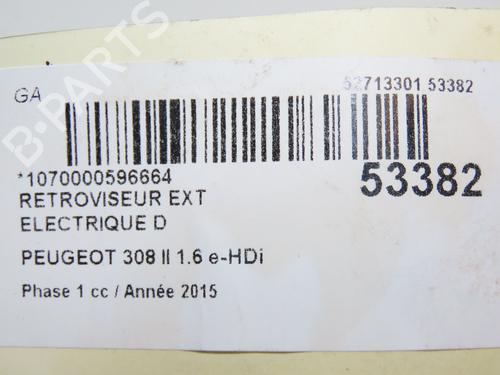 GA
52713301 53382
*1070000596664
53382
RETROVISEUR EXT
ELECTRIQUE D
PEUGEOT 308 II 1.6 e-HDi
Phase 1 cc / Année 2015
B-PARTS